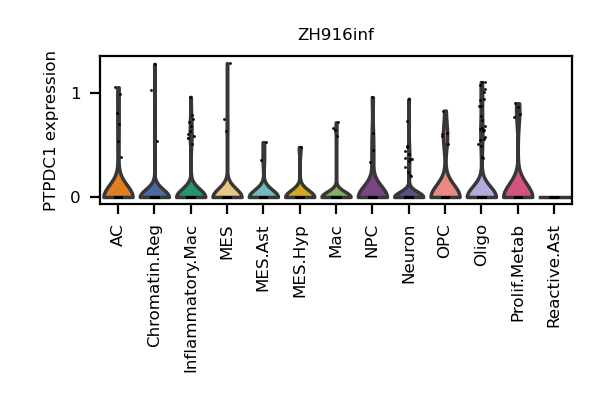 ZH916inf
PTPDC1 expression
1
0
AC
Chromatin.Reg
Inflammatory.Mac
MES
MES.Ast
MES.Hyp
Mac
NPC
Neuron
OPC
Oligo
Prolif.Metab
Reactive.Ast